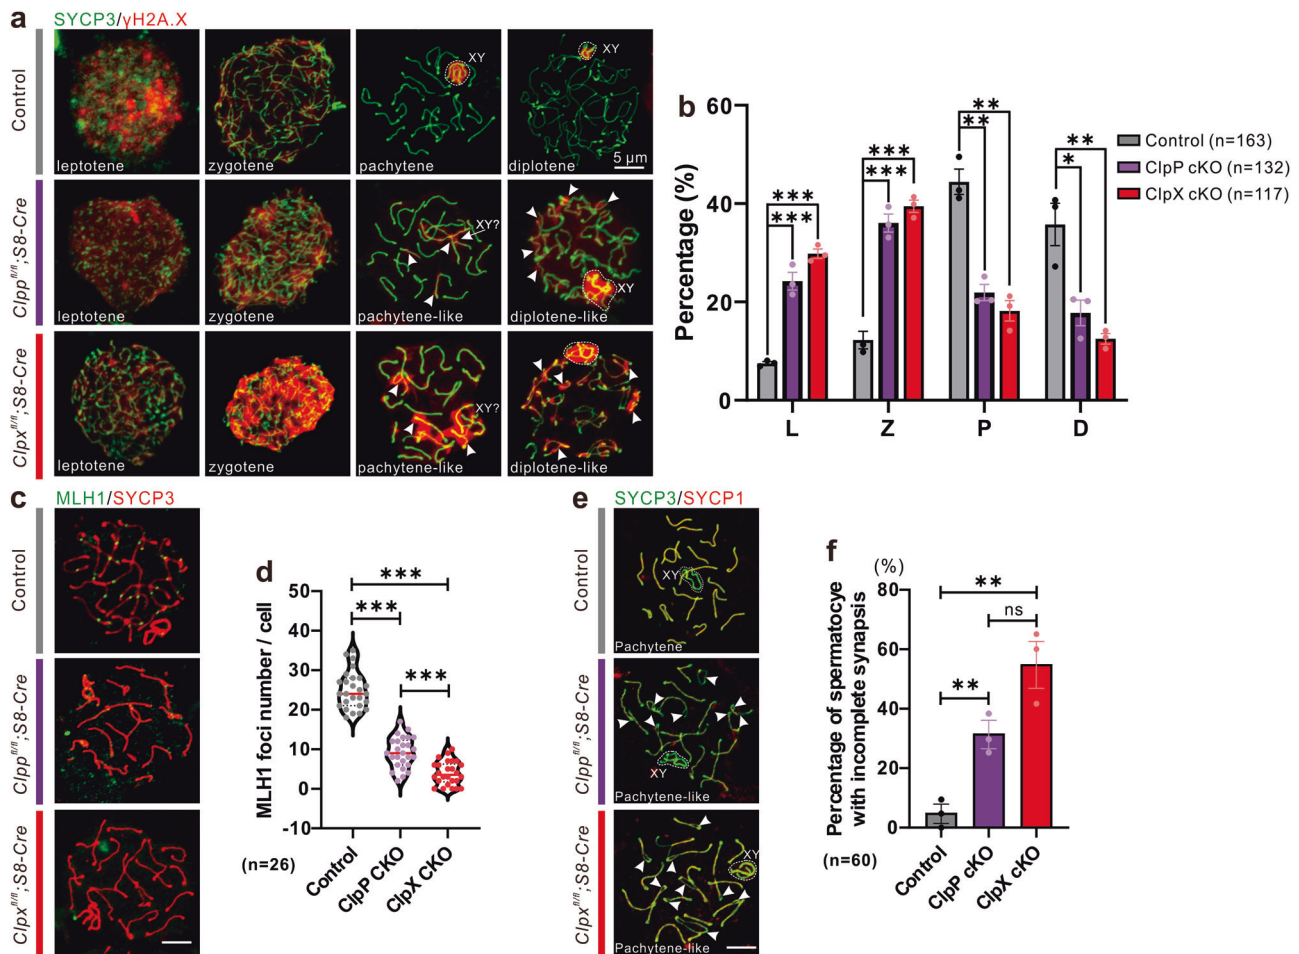 a
SYCP3/γH2A.X
Control
leptotene
zygotene
XY
pachytene
XY
5 μm
diplotene
Clpp^fl/fl;S8-Cre
leptotene
zygotene
XY?
pachytene-like
XY
diplotene-like
Clpx^fl/fl;S8-Cre
leptotene
zygotene
XY?
pachytene-like
diplotene-like
b
Percentage (%)
60
40
20
0
***
***
***
***
**
**
**
*
L Z P D
Control (n=163)
ClpP cKO (n=132)
ClpX cKO (n=117)
c
MLH1/SYCP3
Control
Clpp^fl/fl;S8-Cre
Clpx^fl/fl;S8-Cre
d
MLH1 foci number / cell
50
40
30
20
10
0
-10
***
***
***
(n=26)
Control
ClpP CKO
ClpX CKO
e
SYCP3/SYCP1
Control
XY
Pachytene
Clpp^fl/fl;S8-Cre
XY
Pachytene-like
Clpx^fl/fl;S8-Cre
XY
Pachytene-like
f
(%)
Percentage of spermatocye
with incomplete synapsis
80
60
40
20
0
**
ns
**
(n=60)
Control
ClpP cKO
ClpX cKO